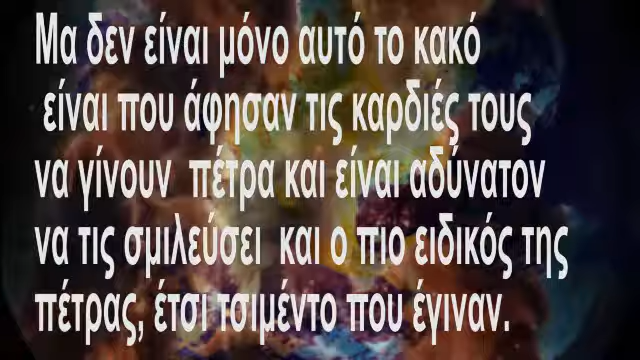 Μα δεν είναι μόνο αυτό το κακό
είναι που άφησαν τις καρδιές τους
να γίνουν πέτρα και είναι αδύνατον
να τις σμιλεύσει και ο πιο ειδικός της
πέτρας, έτσι τσιμέντο που έγιναν.